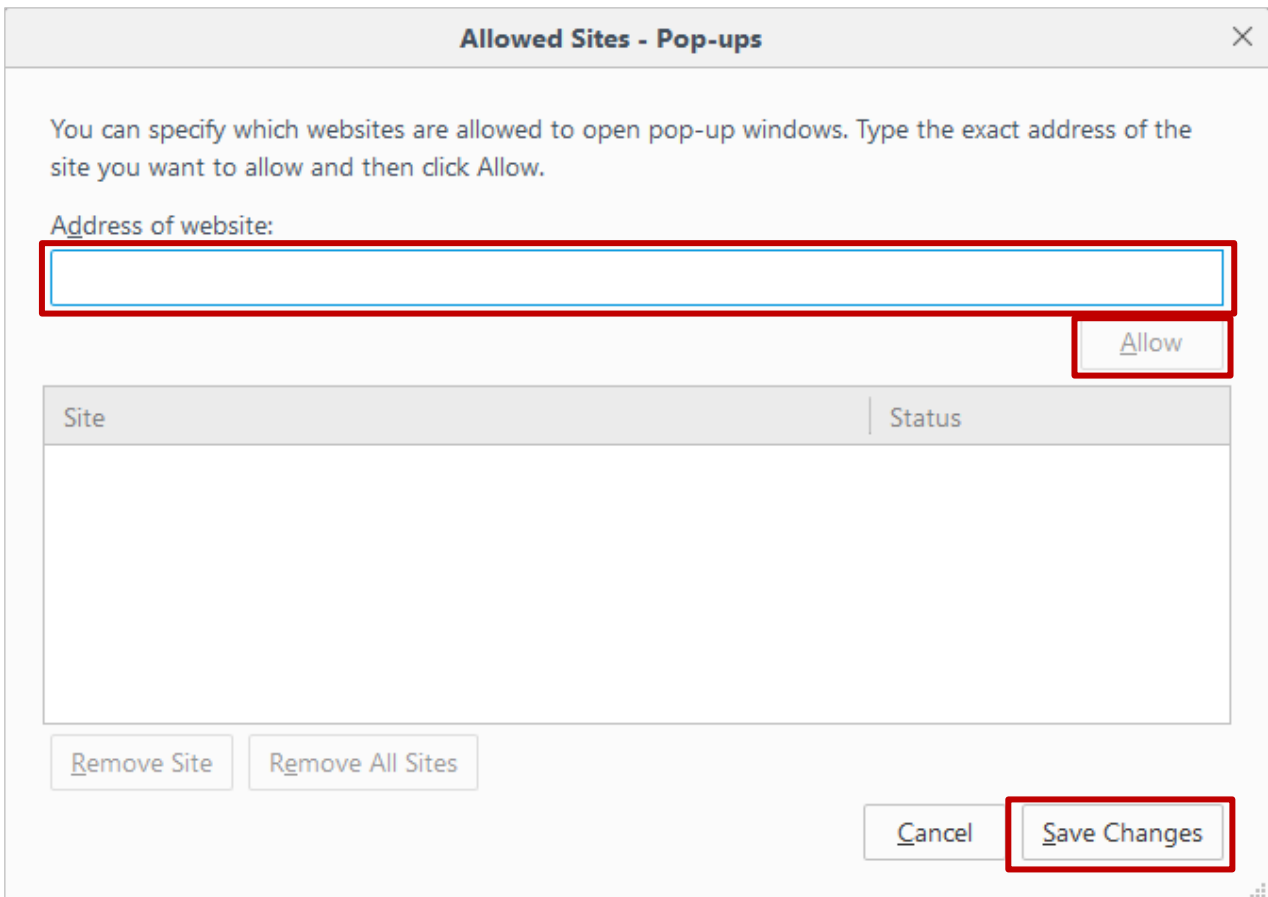 Allowed Sites - Pop-ups
You can specify which websites are allowed to open pop-up windows. Type the exact address of the
site you want to allow and then click Allow.
Address of website:
Allow
Site Status
Remove Site Remove All Sites
Cancel Save Changes